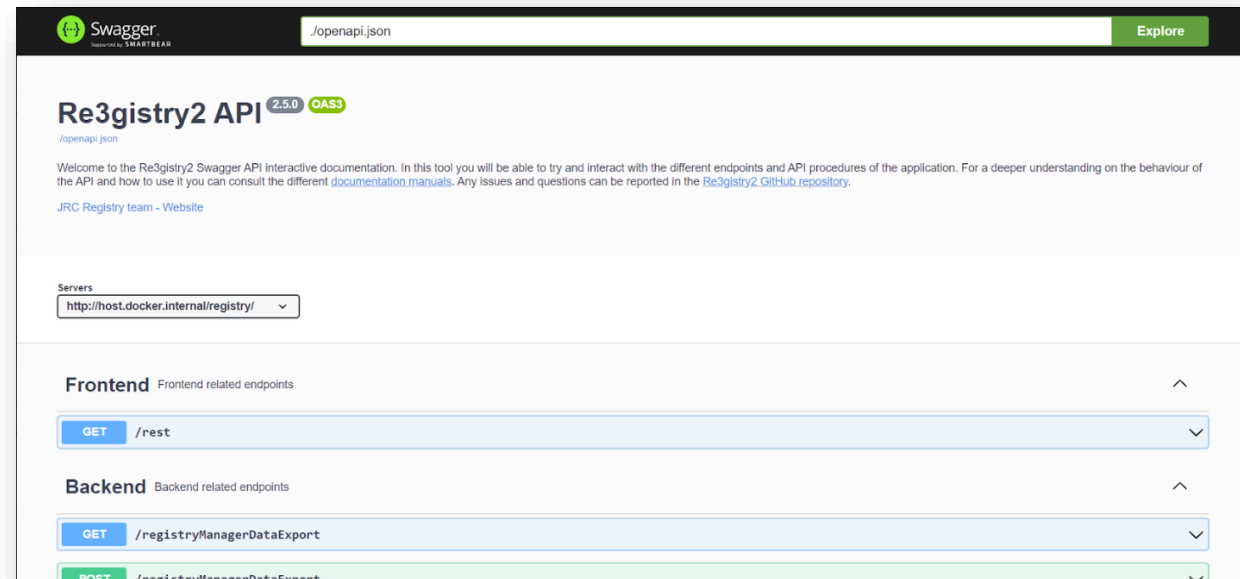 Swagger.
Supported by SMARTBEAR
./openapi.json
Explore
Re3gistry2 API 2.5.0 OAS3
./openapi.json
Welcome to the Re3gistry2 Swagger API interactive documentation. In this tool you will be able to try and interact with the different endpoints and API procedures of the application. For a deeper understanding on the behaviour of
the API and how to use it you can consult the different documentation manuals. Any issues and questions can be reported in the Re3gistry2 GitHub repository.
JRC Registry team - Website
Servers
http://host.docker.internal/registry/
Frontend Frontend related endpoints
GET /rest
Backend Backend related endpoints
GET /registryManagerDataExport
POST /registryManagerDataExport